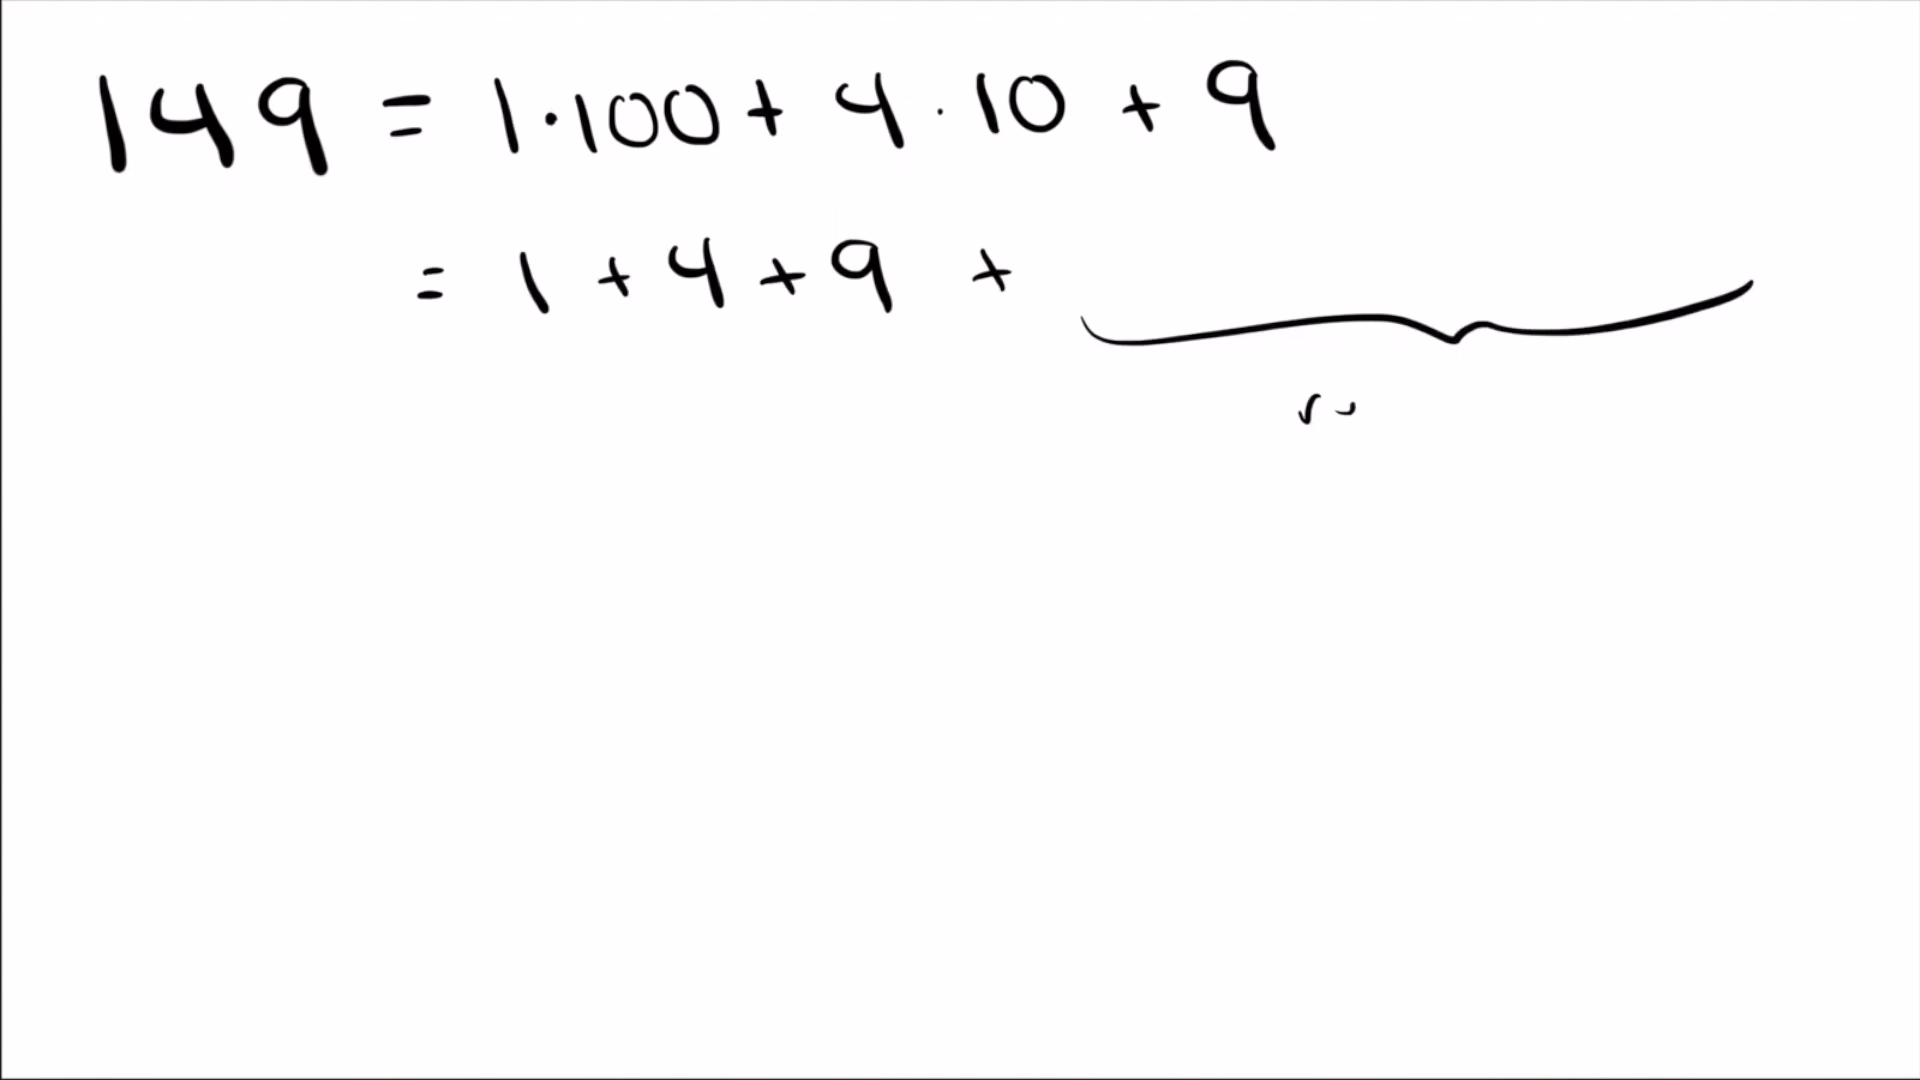 149 = 1·100 + 4·10 + 9
= 1 + 4 + 9 +